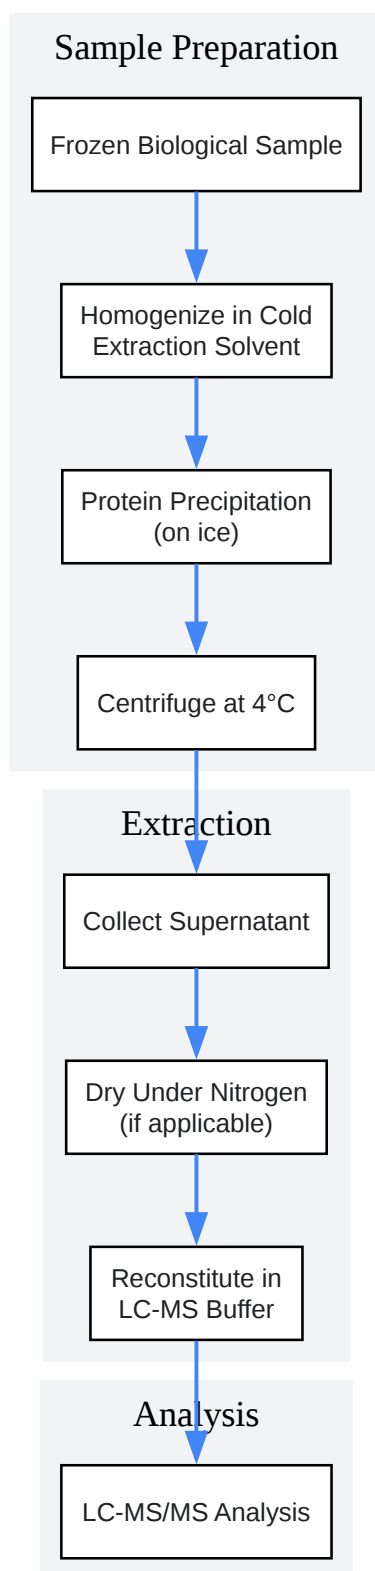 Sample Preparation
Frozen Biological Sample
Homogenize in Cold
Extraction Solvent
Protein Precipitation
(on ice)
Centrifuge at 4°C
Extraction
Collect Supernatant
Dry Under Nitrogen
(if applicable)
Reconstitute in
LC-MS Buffer
Analysis
LC-MS/MS Analysis